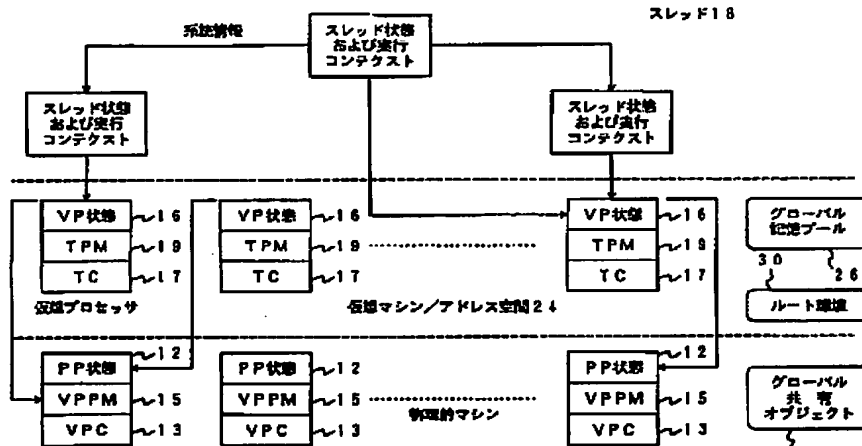 スレッド18
系統情報
スレッド状態
および実行
コンテクスト
スレッド状態
および実行
コンテクスト
スレッド状態
および実行
コンテクスト
VP状態 16
TPM 19
TC 17
VP状態 16
TPM 19
TC 17
VP状態 16
TPM 19
TC 17
グローバル
記憶プール
30
26
ルート環境
仮想プロセッサ
仮想マシン/アドレス空間24
PP状態 12
VPPM 15
VPC 13
PP状態 12
VPPM 15
VPC 13
物理的マシン
PP状態 12
VPPM 15
VPC 13
グローバル
共有
オブジェクト